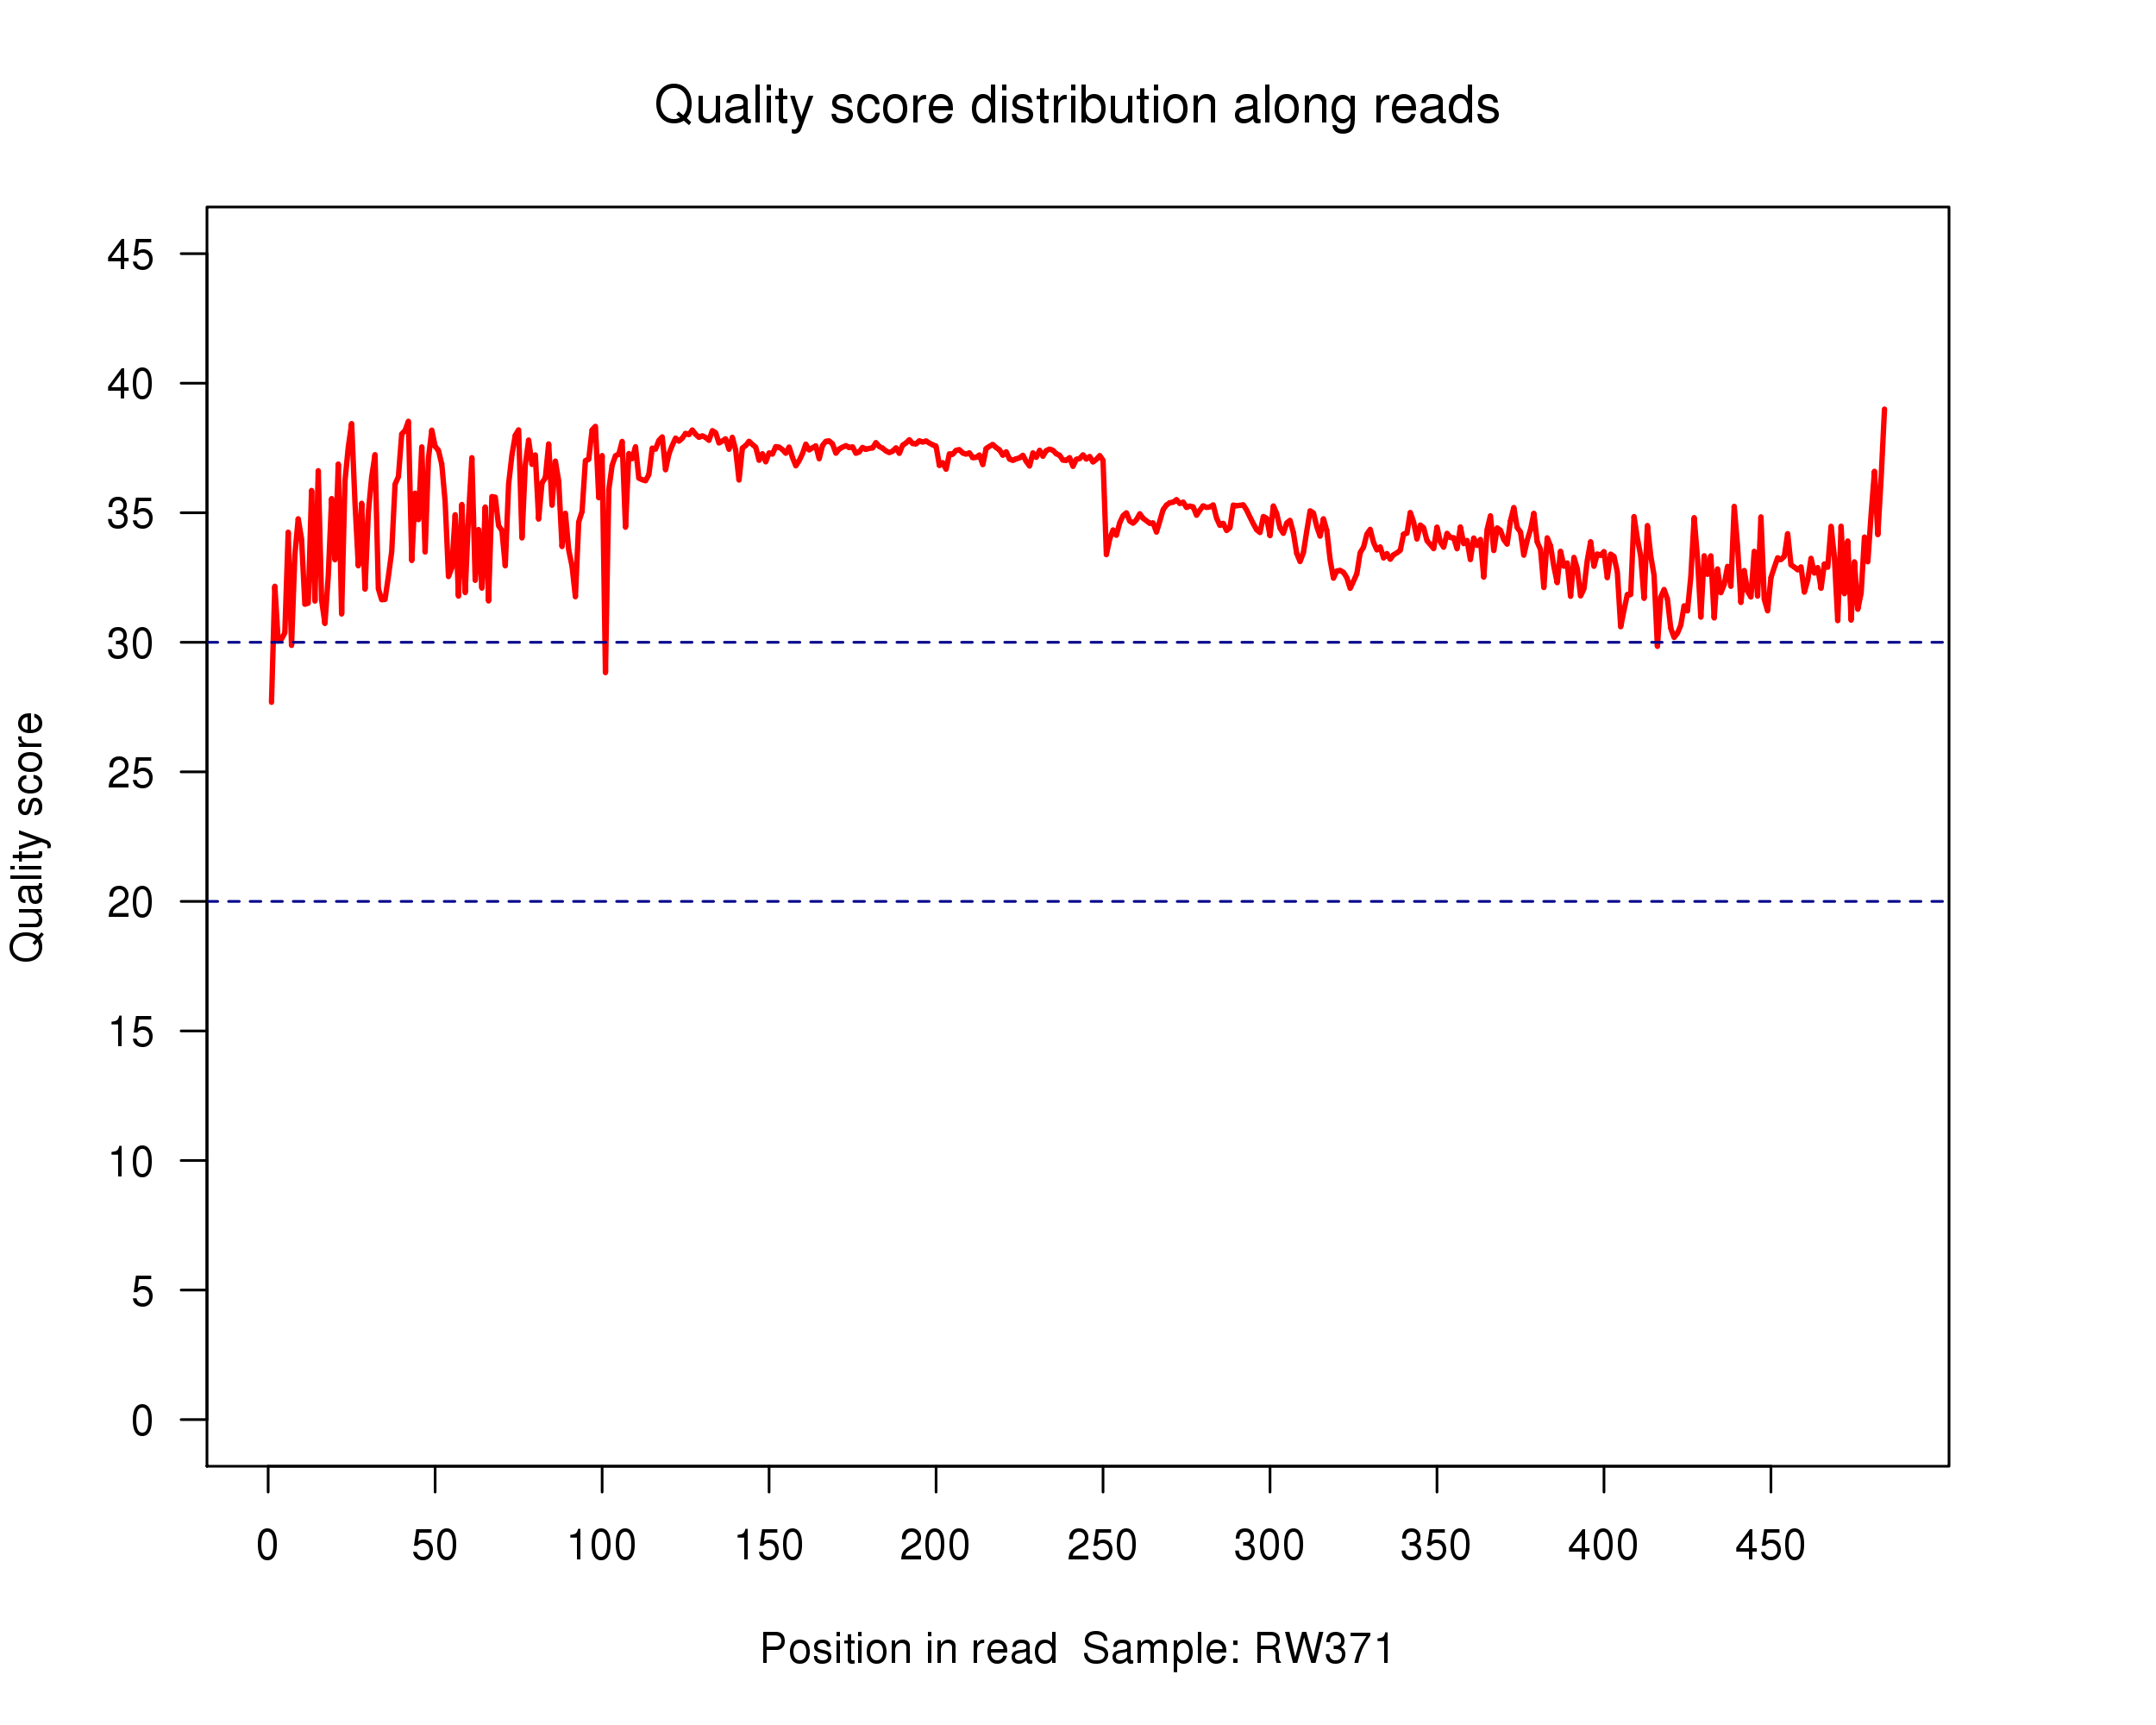 Quality score distribution along reads
Quality score
45
40
35
30
25
20
15
10
5
0
0 50 100 150 200 250 300 350 400 450
Position in read  Sample: RW371